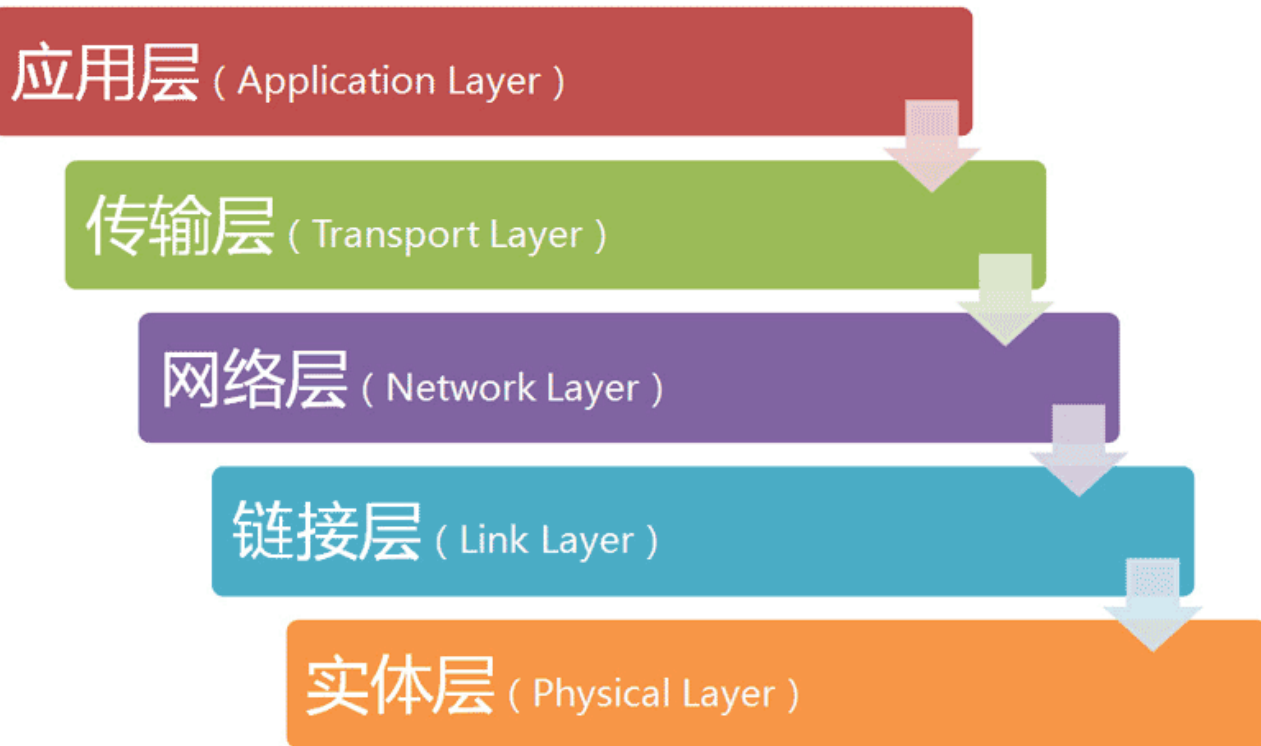 应用层（Application Layer）
传输层（Transport Layer）
网络层（Network Layer）
链接层（Link Layer）
实体层（Physical Layer）